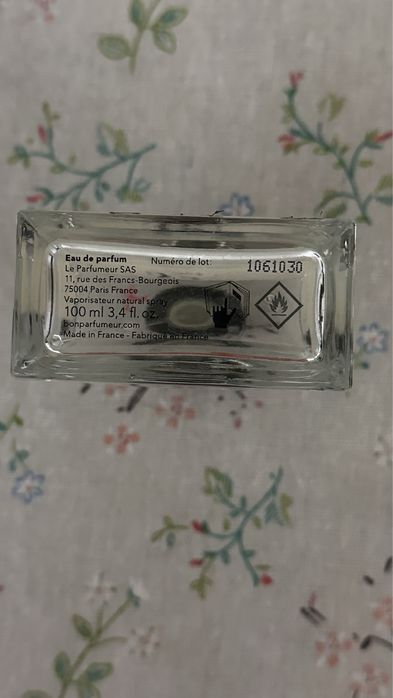 Eau de parfum
Numéro de lot:
1061030
Le Parfumeur SAS
11, rue des Francs-Bourgeois
75004 Paris France
Vaporisateur natural spray
100 ml 3,4 fl.oz.
bonparfumeur.com
Made in France - Fabriqué en France